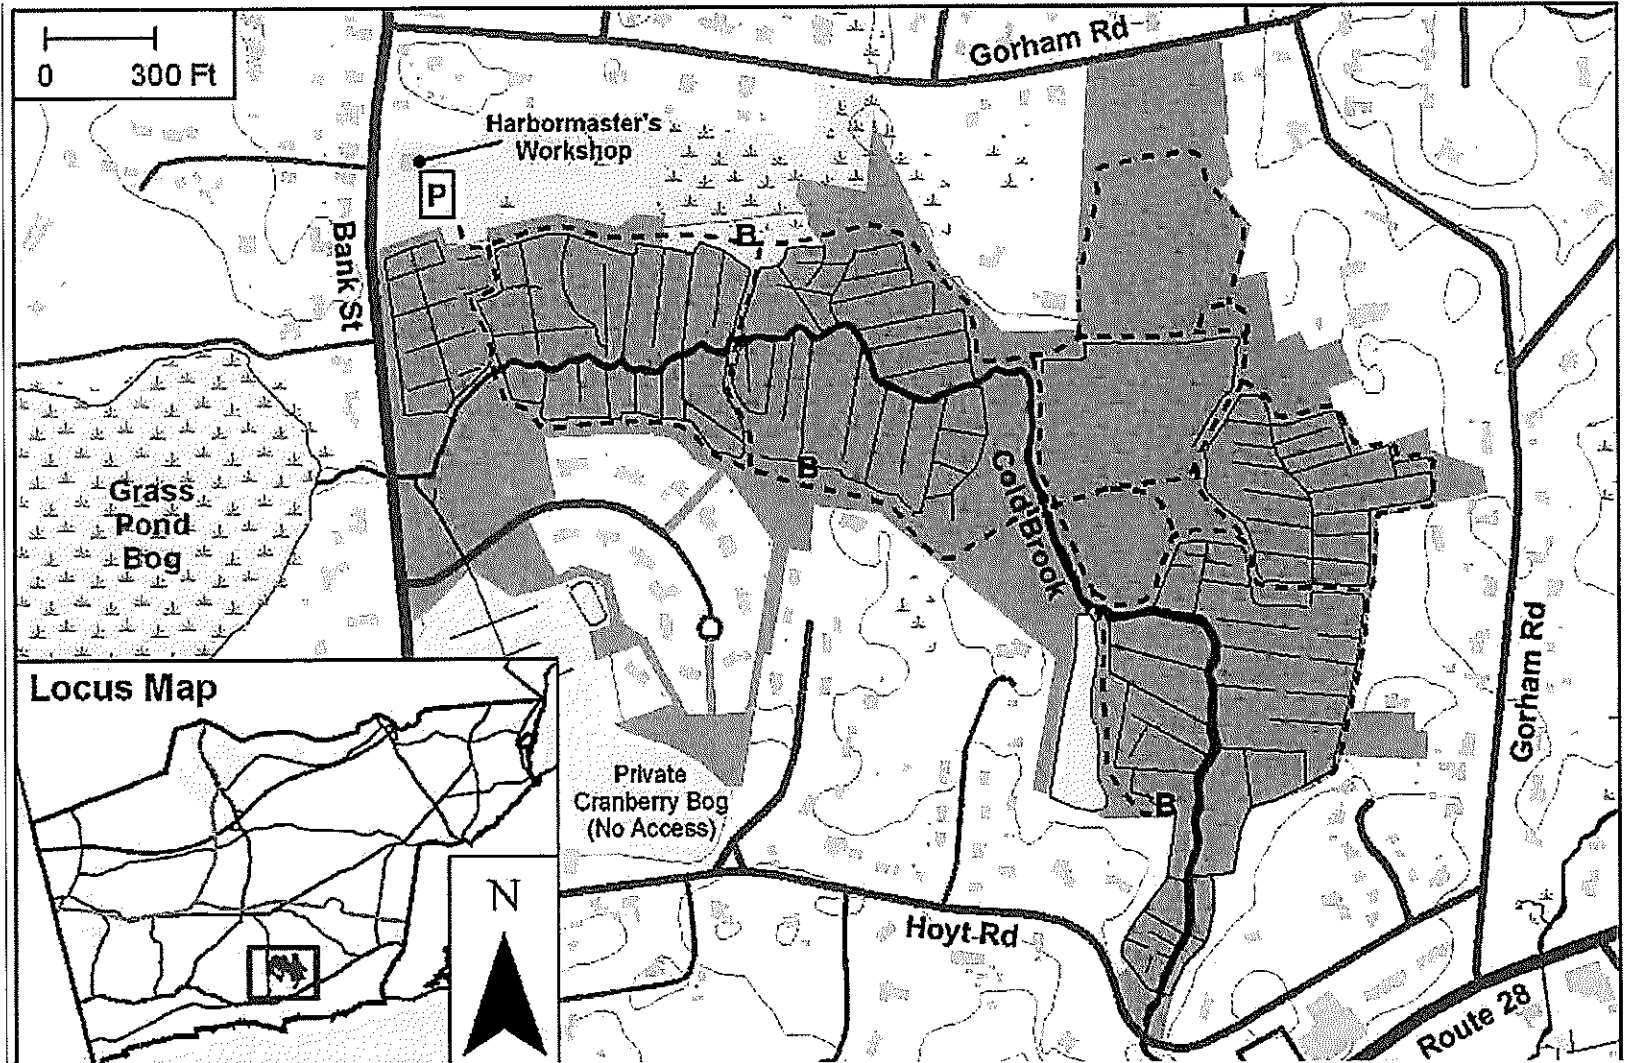 0 300 Ft
Gorham Rd
Harbormaster's
Workshop
P
Bank St
B
B
Grass
Pond
Bog
Cold Brook
Gorham Rd
Locus Map
Private
Cranberry Bog
(No Access)
B
N
Hoyt Rd
Route 28